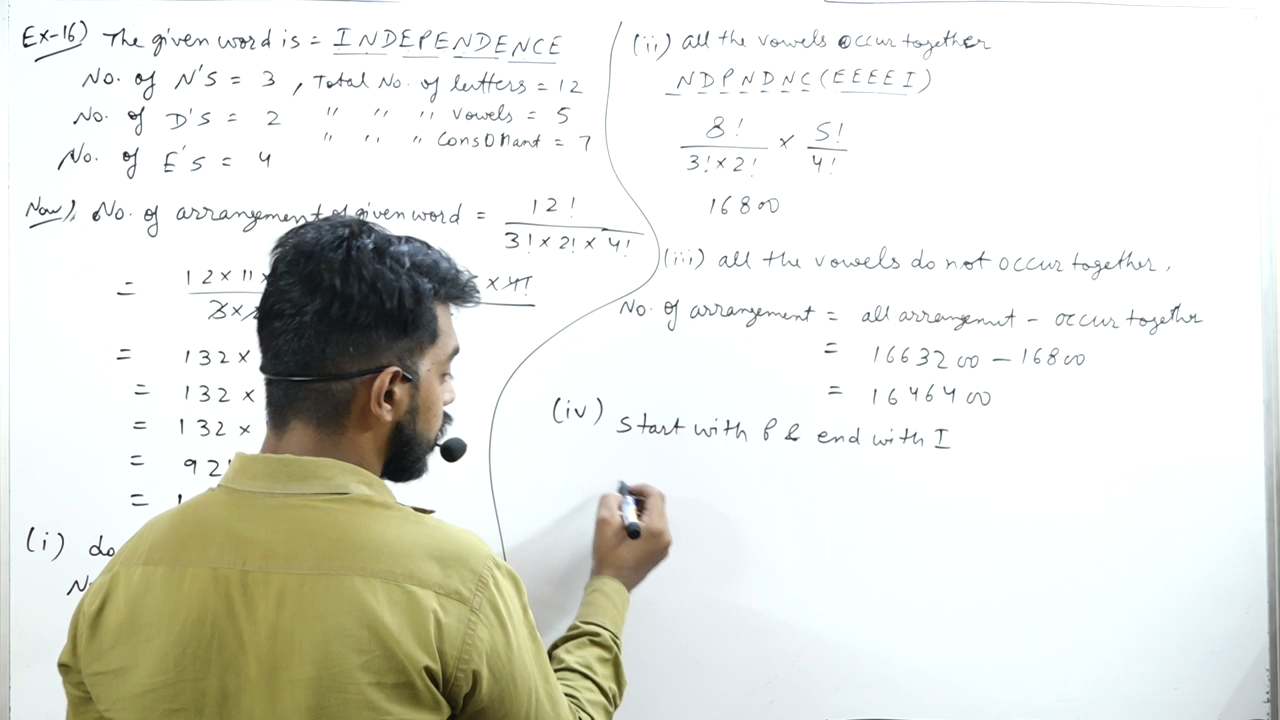 Ex-16) The given word is = INDEPENDENCE
No. of N'S = 3 , Total No. of letters = 12
No. of D'S = 2 " " " vowels = 5
" " " Consonant = 7
No. of E'S = 4
Now), No. of arrangement of given word = 12! / 3! × 2! × 4!
= 12 × 11 × 4! / 3 ×
= 132 ×
= 132 ×
= 132 ×
= 92
=
(i) do
(ii) all the vowels occur together
NDPNDNC (EEEEI)
8! / 3! × 2! × 5! / 4!
16800
(iii) all the vowels do not occur together,
No. of arrangement = all arrangemut - occur together
= 1663200 - 16800
= 1646400
(iv) Start with P & end with I